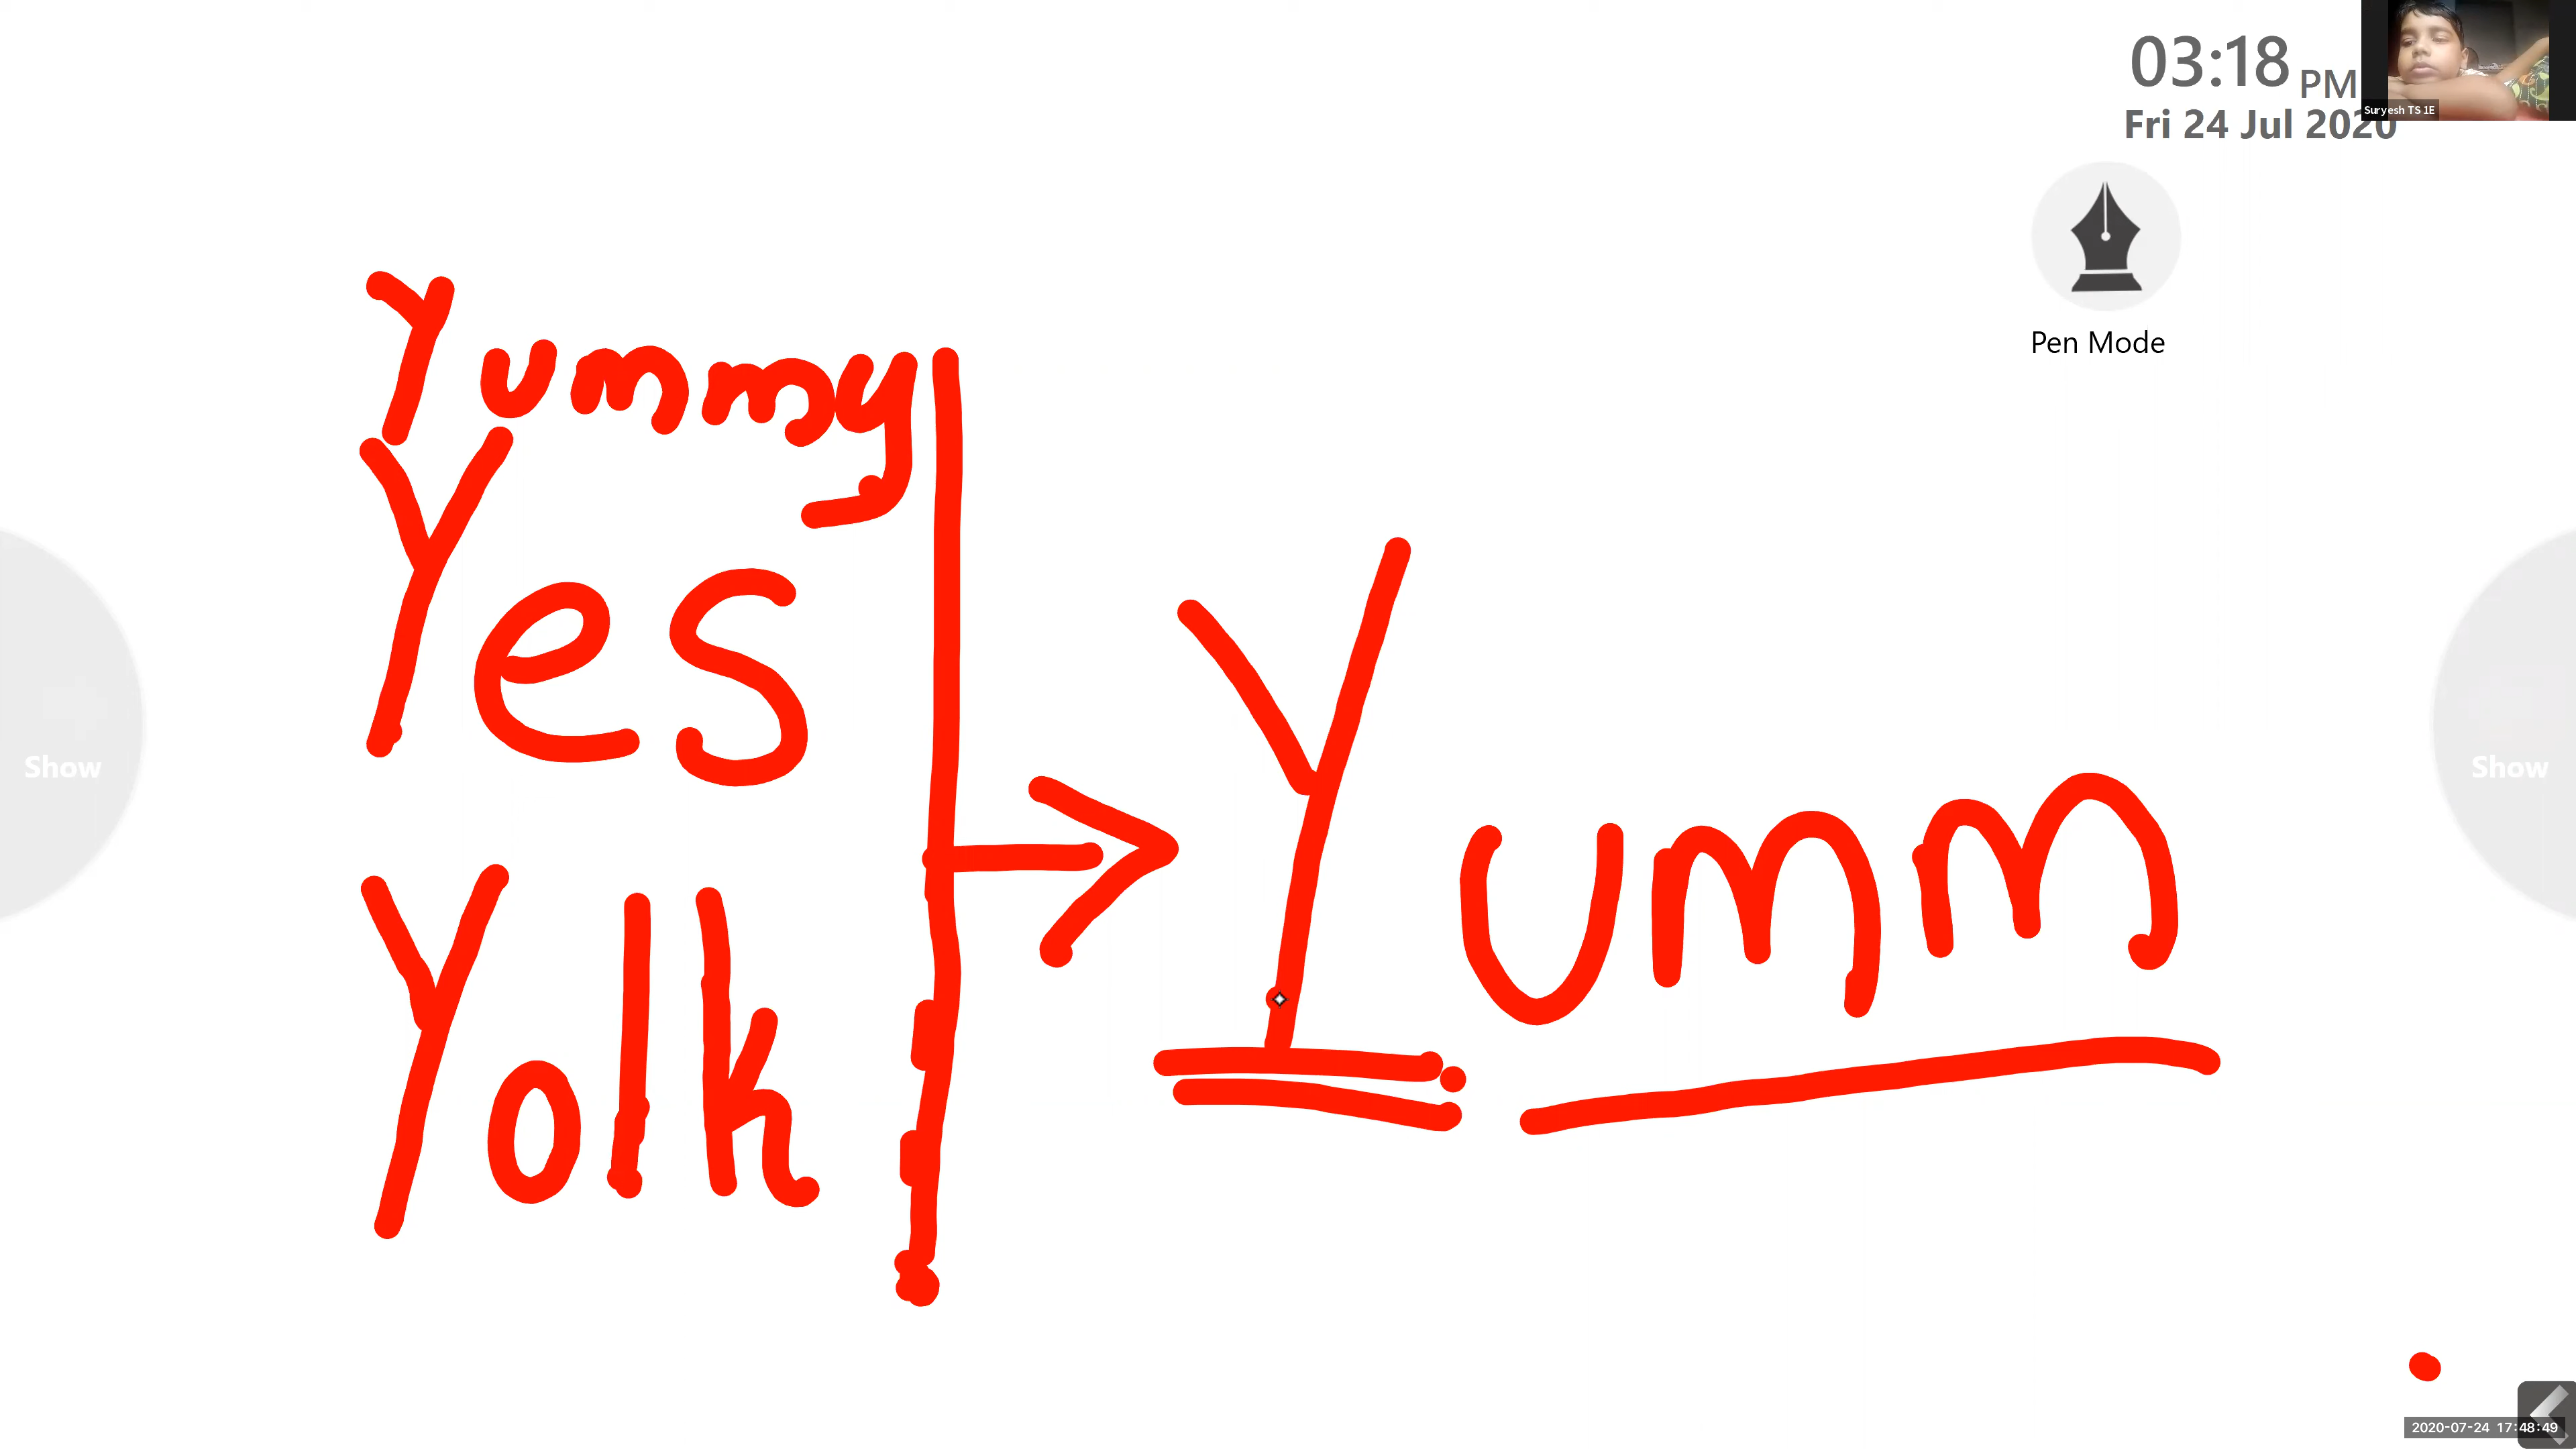 03:18 PM
Suryesh TS 1E
Fri 24 Jul 2020
Pen Mode
Yummy
Yes
Yolk
Yumm
Show
Show
2020-07-24 17:48:49